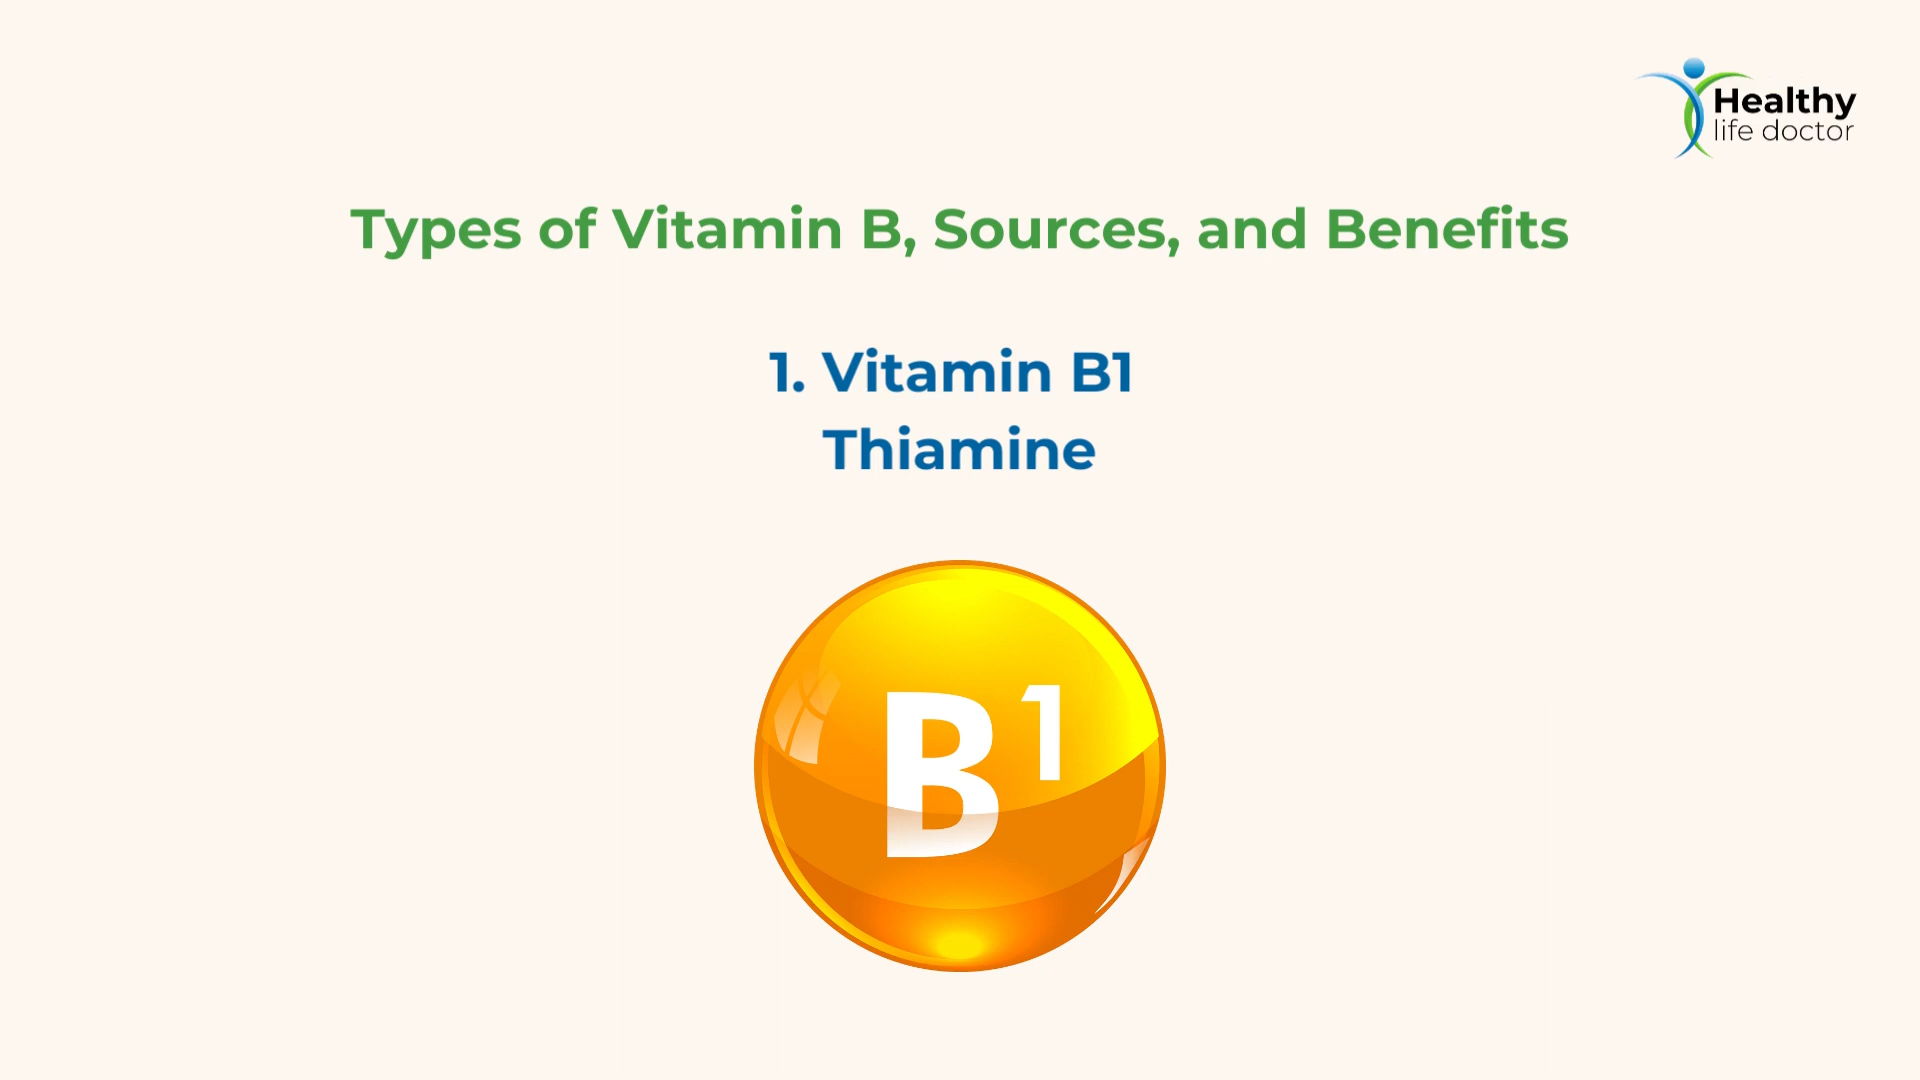 Healthy
life doctor
Types of Vitamin B, Sources, and Benefits
1. Vitamin B1
Thiamine
B1